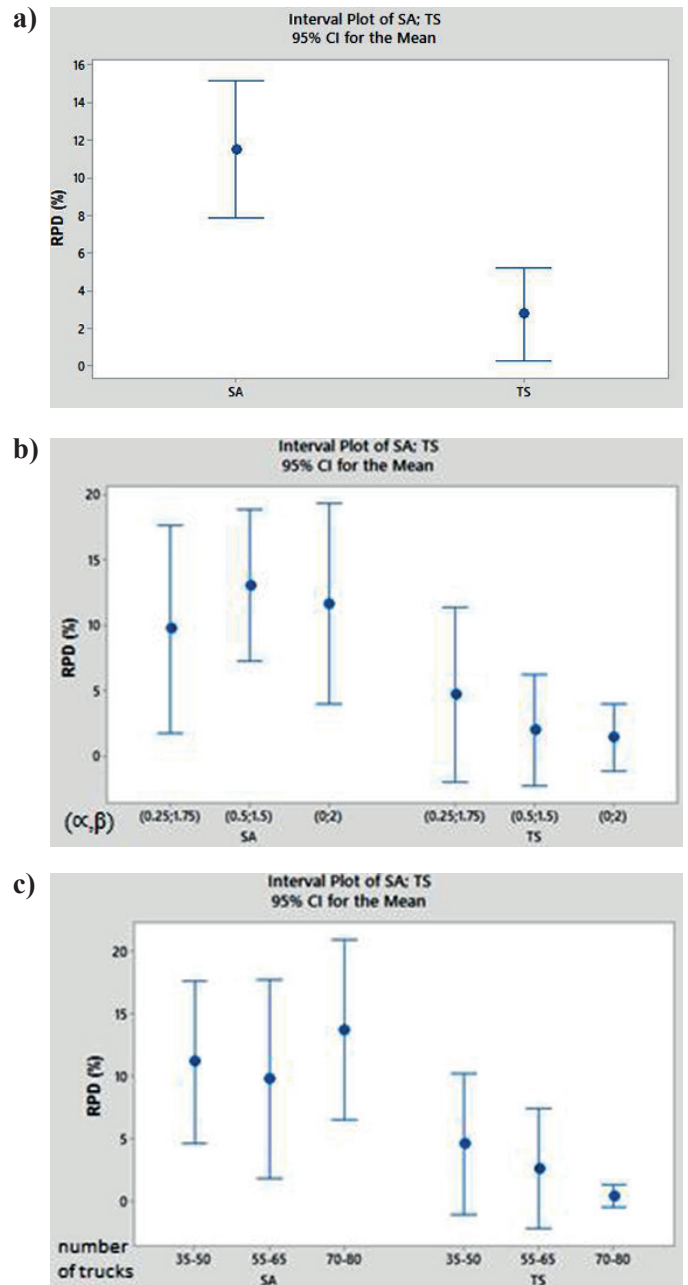 a)
Interval Plot of SA; TS
95% CI for the Mean
16
14
12
10
8
6
4
2
0
RPD (%)
SA TS
b)
Interval Plot of SA; TS
95% CI for the Mean
20
15
10
5
0
RPD (%)
(∝,β) (0.25;1.75) (0.5;1.5) (0;2) (0.25;1.75) (0.5;1.5) (0;2)
SA TS
c)
Interval Plot of SA; TS
95% CI for the Mean
20
15
10
5
0
RPD (%)
number
of trucks
35-50 55-65 70-80 35-50 55-65 70-80
SA TS